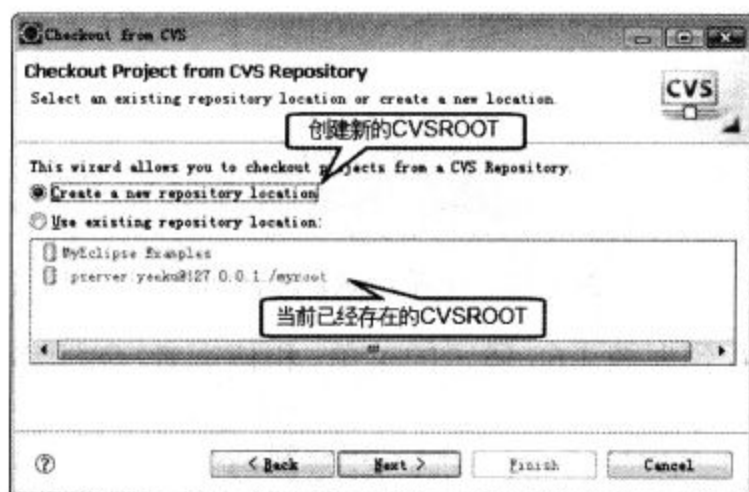 Checkout from CVS
Checkout Project from CVS Repository
Select an existing repository location or create a new location.
CVS
创建新的CVSROOT
This wizard allows you to checkout projects from a CVS Repository.
Create a new repository location
Use existing repository location:
MyEclipse Examples
pserver:yeeku@127.0.0.1:/myroot
当前已经存在的CVSROOT
< Back
Next >
Finish
Cancel